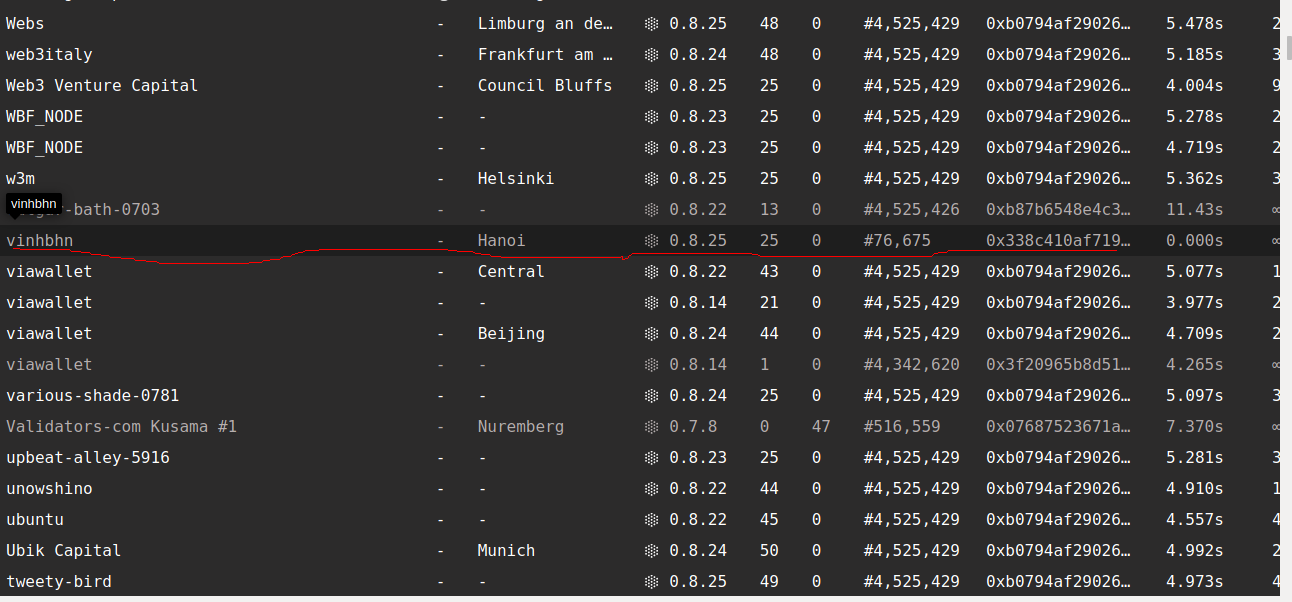 Webs - Limburg an de… 0.8.25 48 0 #4,525,429 0xb0794af29026… 5.478s 2
web3italy - Frankfurt am … 0.8.24 48 0 #4,525,429 0xb0794af29026… 5.185s 3
Web3 Venture Capital - Council Bluffs 0.8.25 25 0 #4,525,429 0xb0794af29026… 4.004s 9
WBF_NODE - - 0.8.23 25 0 #4,525,429 0xb0794af29026… 5.278s 2
WBF_NODE - - 0.8.23 25 0 #4,525,429 0xb0794af29026… 4.719s 2
w3m - Helsinki 0.8.25 25 0 #4,525,429 0xb0794af29026… 5.362s 3
vinhbhn
-bath-0703 - - 0.8.22 13 0 #4,525,426 0xb87b6548e4c3… 11.43s ∞
vinhbhn - Hanoi 0.8.25 25 0 #76,675 0x338c410af719… 0.000s ∞
viawallet - Central 0.8.22 43 0 #4,525,429 0xb0794af29026… 5.077s 1
viawallet - - 0.8.14 21 0 #4,525,429 0xb0794af29026… 3.977s 2
viawallet - Beijing 0.8.24 44 0 #4,525,429 0xb0794af29026… 4.709s 2
viawallet - - 0.8.14 1 0 #4,342,620 0x3f20965b8d51… 4.265s ∞
various-shade-0781 - - 0.8.24 25 0 #4,525,429 0xb0794af29026… 5.097s 3
Validators-com Kusama #1 - Nuremberg 0.7.8 0 47 #516,559 0x07687523671a… 7.370s ∞
upbeat-alley-5916 - - 0.8.23 25 0 #4,525,429 0xb0794af29026… 5.281s 3
unowshino - - 0.8.22 44 0 #4,525,429 0xb0794af29026… 4.910s 1
ubuntu - - 0.8.22 45 0 #4,525,429 0xb0794af29026… 4.557s 4
Ubik Capital - Munich 0.8.24 50 0 #4,525,429 0xb0794af29026… 4.992s 2
tweety-bird - - 0.8.25 49 0 #4,525,429 0xb0794af29026… 4.973s 4